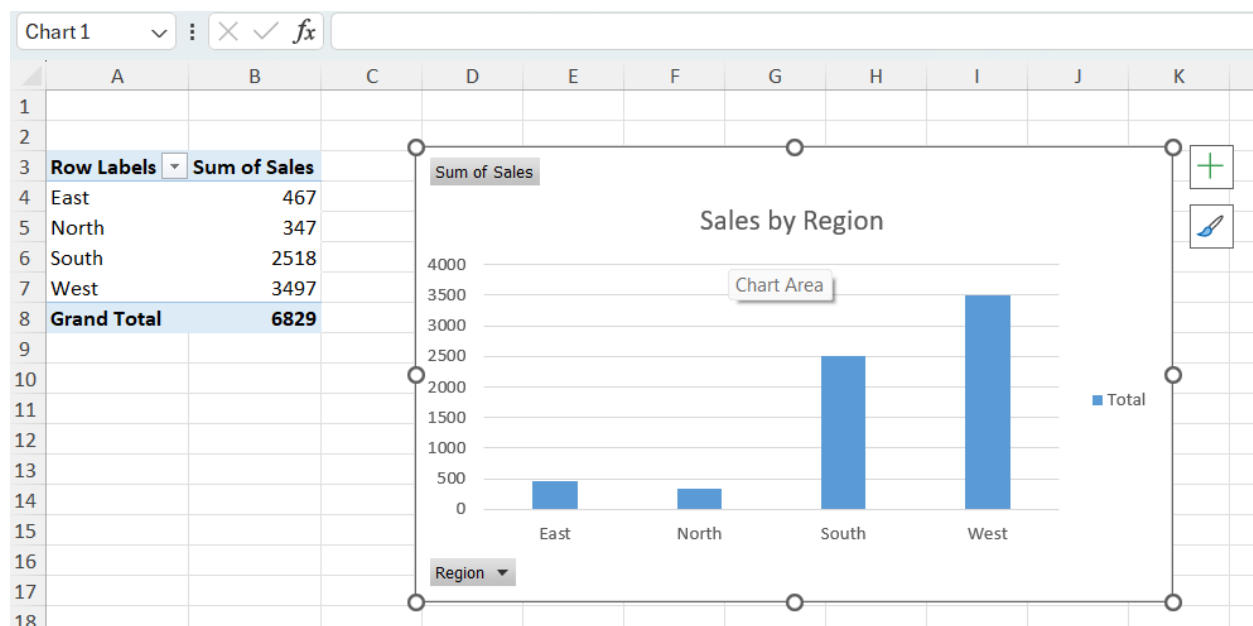 Chart 1 fx
A B C D E F G H I J K
1
2
3 Row Labels Sum of Sales
4 East 467
5 North 347
6 South 2518
7 West 3497
8 Grand Total 6829
9
10
11
12
13
14
15
16
17
18
Sum of Sales
Sales by Region
Chart Area
4000
3500
3000
2500
2000
1500
1000
500
0
East North South West
Total
Region